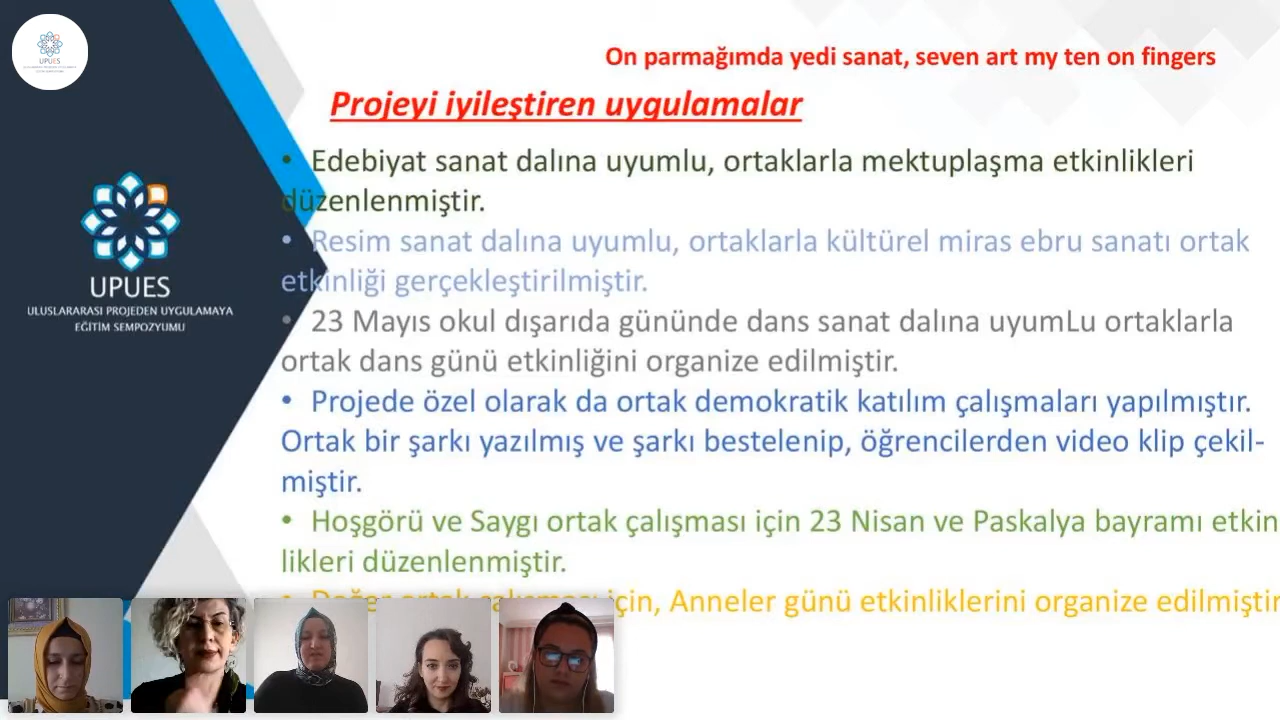 UPUES
On parmağımda yedi sanat, seven art my ten on fingers
Projeyi iyileştiren uygulamalar
• Edebiyat sanat dalına uyumlu, ortaklarla mektuplaşma etkinlikleri
düzenlenmiştir.
• Resim sanat dalına uyumlu, ortaklarla kültürel miras ebru sanatı ortak
etkinliği gerçekleştirilmiştir.
• 23 Mayıs okul dışarıda gününde dans sanat dalına uyumLu ortaklarla
ortak dans günü etkinliğini organize edilmiştir.
• Projede özel olarak da ortak demokratik katılım çalışmaları yapılmıştır.
Ortak bir şarkı yazılmış ve şarkı bestelenip, öğrencilerden video klip çekil-
miştir.
• Hoşgörü ve Saygı ortak çalışması için 23 Nisan ve Paskalya bayramı etkin
likleri düzenlenmiştir.
• Değer ortak çalışması için, Anneler günü etkinliklerini organize edilmiştir
UPUES
ULUSLARARASI PROJEDEN UYGULAMAYA
EĞİTİM SEMPOZYUMU